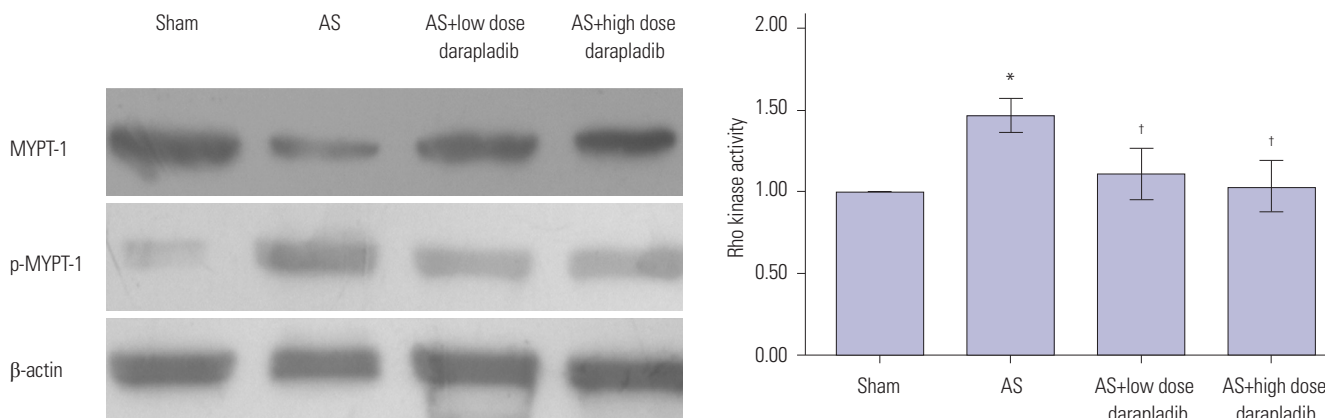 Sham
AS
AS+low dose
darapladib
AS+high dose
darapladib
MYPT-1
p-MYPT-1
β-actin
Rho kinase activity
2.00
1.50
1.00
0.50
0.00
*
†
†
Sham
AS
AS+low dose
darapladib
AS+high dose
darapladib